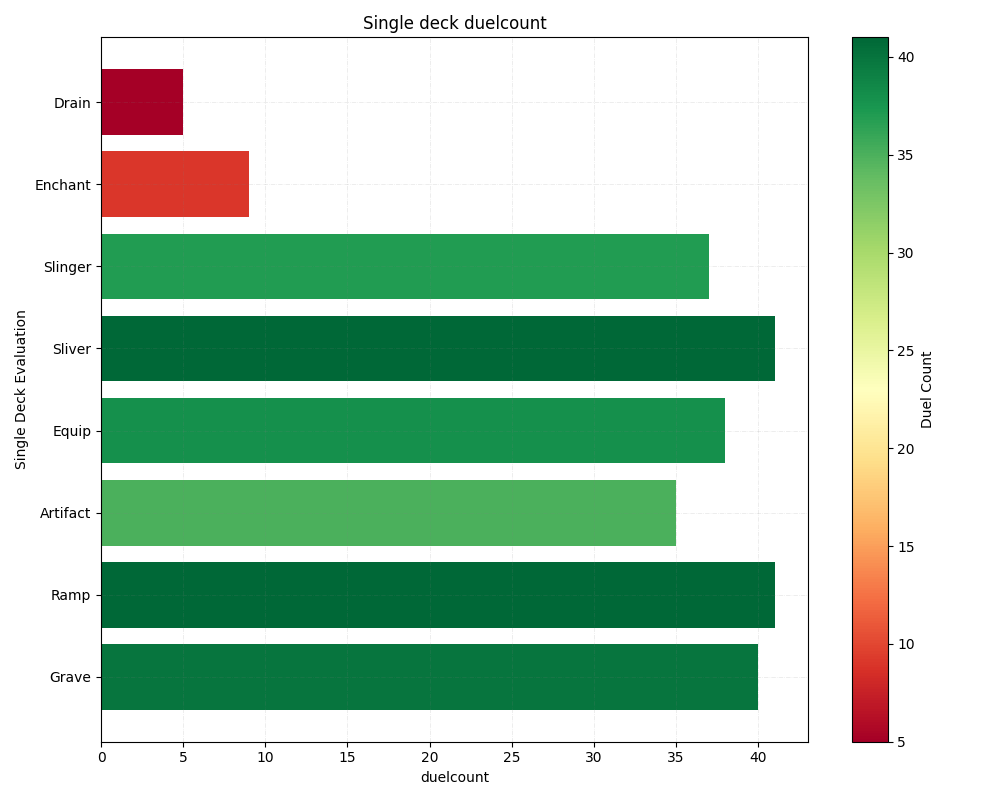 Single deck duelcount
Single Deck Evaluation
Drain
Enchant
Slinger
Sliver
Equip
Artifact
Ramp
Grave
0 5 10 15 20 25 30 35 40
duelcount
40
35
30
25
20
15
10
5
Duel Count